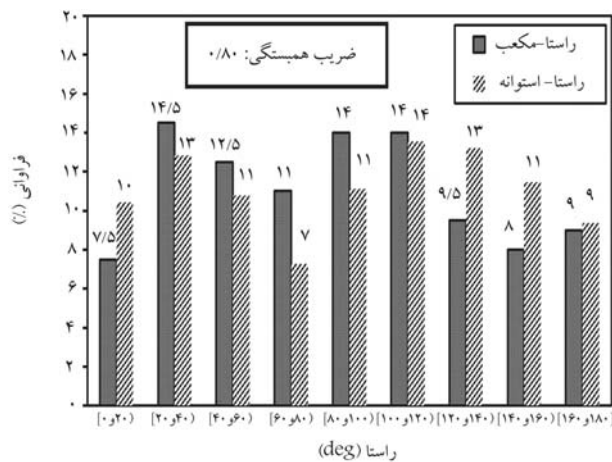 ضریب همبستگی: ۰/۸۰
راستا-مکعب
راستا-استوانه
فراوانی (%)
۲۰
۱۸
۱۶
۱۴
۱۲
۱۰
۸
۶
۴
۲
۰
۷/۵
۱۰
۱۴/۵
۱۳
۱۲/۵
۱۱
۱۱
۷
۱۴
۱۱
۱۴
۱۴
۹/۵
۱۳
۸
۱۱
۹
۹
[۰و۲۰)
[۲۰و۴۰)
[۴۰و۶۰)
[۶۰و۸۰)
[۸۰و۱۰۰)
[۱۰۰و۱۲۰)
[۱۲۰و۱۴۰)
[۱۴۰و۱۶۰)
[۱۶۰و۱۸۰]
راستا (deg)